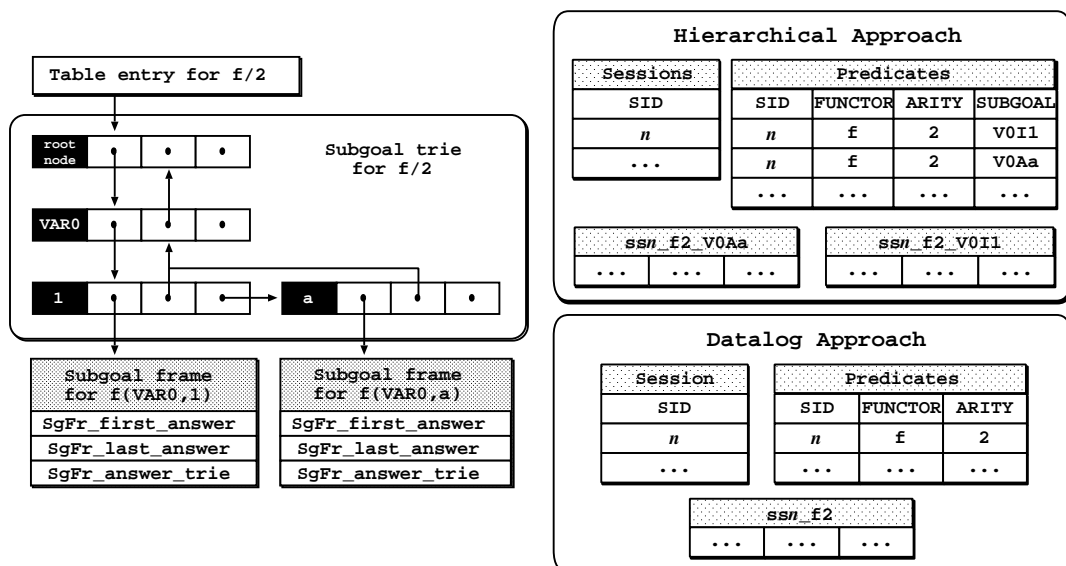 Table entry for f/2
root
node
Subgoal trie
for f/2
VAR0
1
a
Subgoal frame
for f(VAR0,1)
SgFr_first_answer
SgFr_last_answer
SgFr_answer_trie
Subgoal frame
for f(VAR0,a)
SgFr_first_answer
SgFr_last_answer
SgFr_answer_trie
Hierarchical Approach
Sessions
SID
n
...
Predicates
SID FUNCTOR ARITY SUBGOAL
n f 2 V0I1
n f 2 V0Aa
... ... ... ...
ssn_f2_V0Aa
... ... ...
ssn_f2_V0I1
... ... ...
Datalog Approach
Session
SID
n
...
Predicates
SID FUNCTOR ARITY
n f 2
... ... ...
ssn_f2
... ... ...